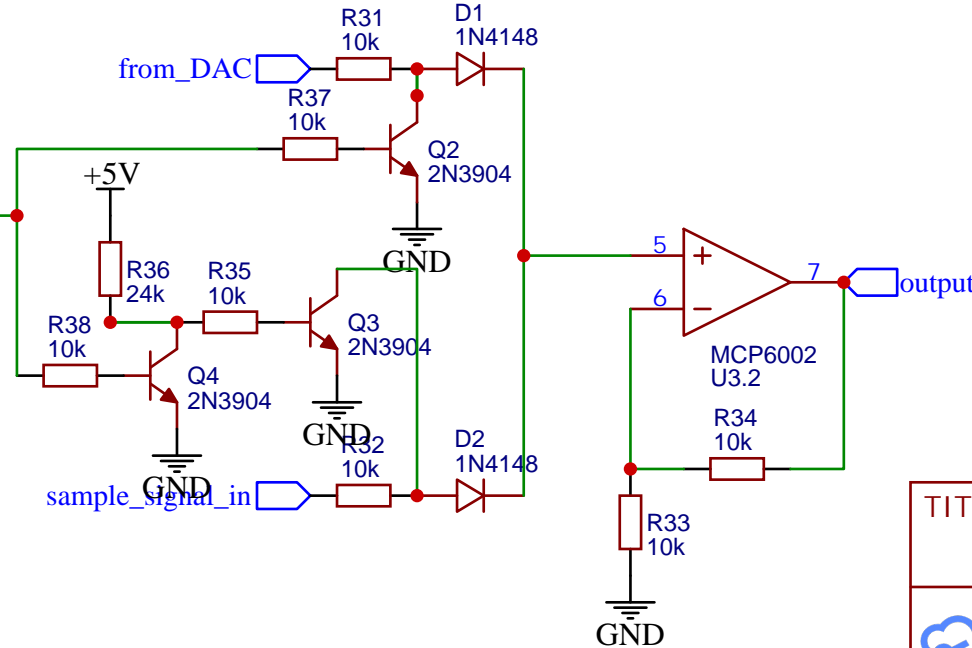 R31
10k
D1
1N4148
from_DAC
R37
10k
Q2
2N3904
+5V
GND
R36
24k
R35
10k
Q3
2N3904
5
6
7
output
MCP6002
U3.2
R38
10k
Q4
2N3904
GND
R32
10k
D2
1N4148
R34
10k
GND
sample_signal_in
R33
10k
GND
TIT